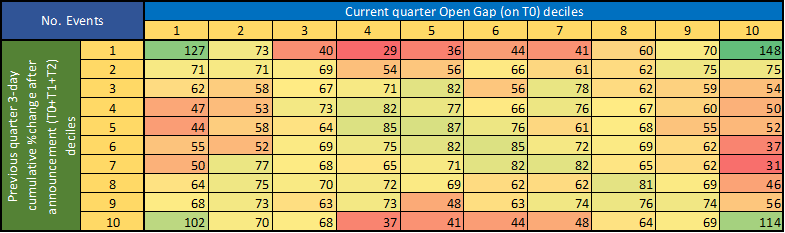 No. Events
Current quarter Open Gap (on T0) deciles
1 2 3 4 5 6 7 8 9 10
Previous quarter 3-day
cumulative %change after
announcement (T0+T1+T2)
deciles
1 127 73 40 29 36 44 41 60 70 148
2 71 71 69 54 56 66 61 62 75 75
3 62 58 67 71 82 56 78 62 59 54
4 47 53 73 82 77 66 76 67 60 50
5 44 58 64 85 87 76 61 68 55 52
6 55 52 69 75 82 85 72 69 62 37
7 50 77 68 65 71 82 82 65 62 31
8 64 75 70 72 69 62 62 81 69 46
9 68 73 63 73 48 63 74 76 74 56
10 102 70 68 37 41 44 48 64 69 114